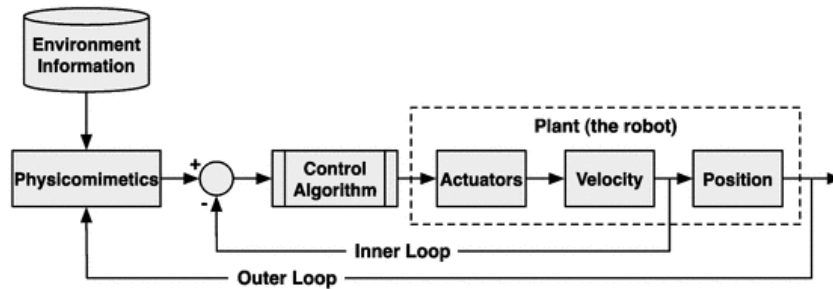 Environment
Information
Plant (the robot)
+
Physicomimetics
Control
Algorithm
Actuators
Velocity
Position
-
Inner Loop
Outer Loop